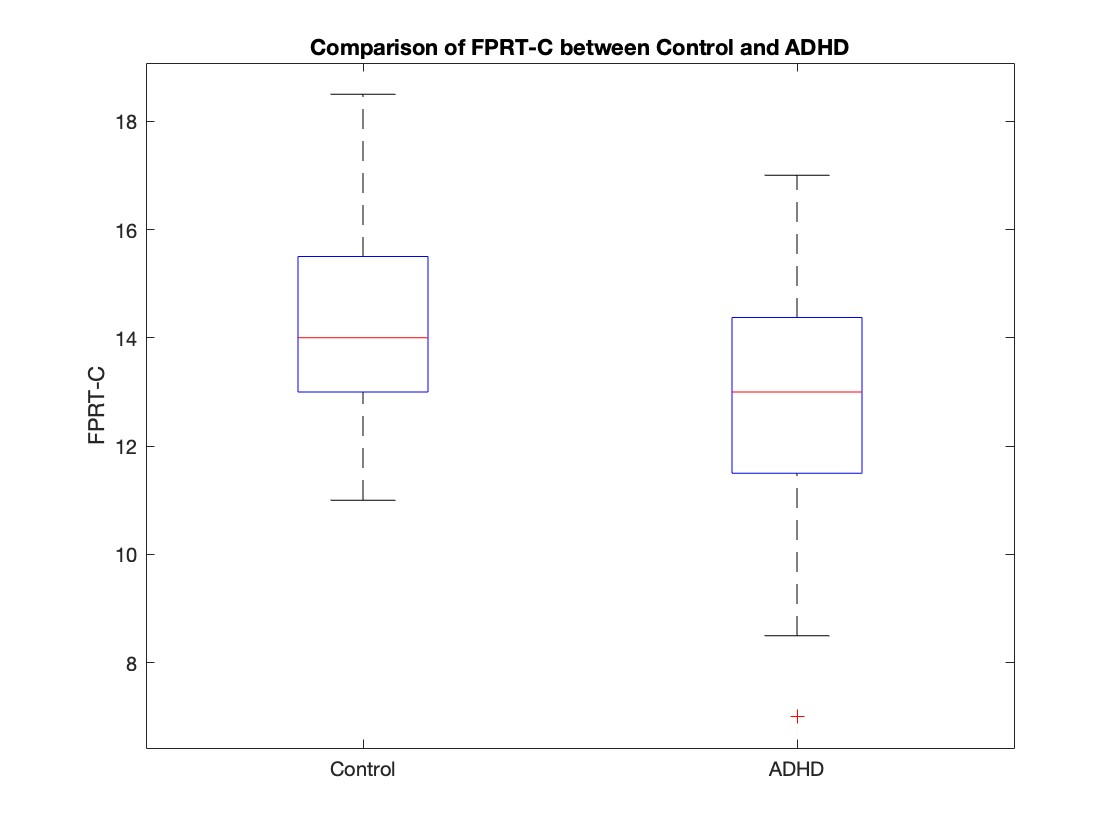 Comparison of FPRT-C between Control and ADHD
18
16
14
12
10
8
FPRT-C
Control
ADHD